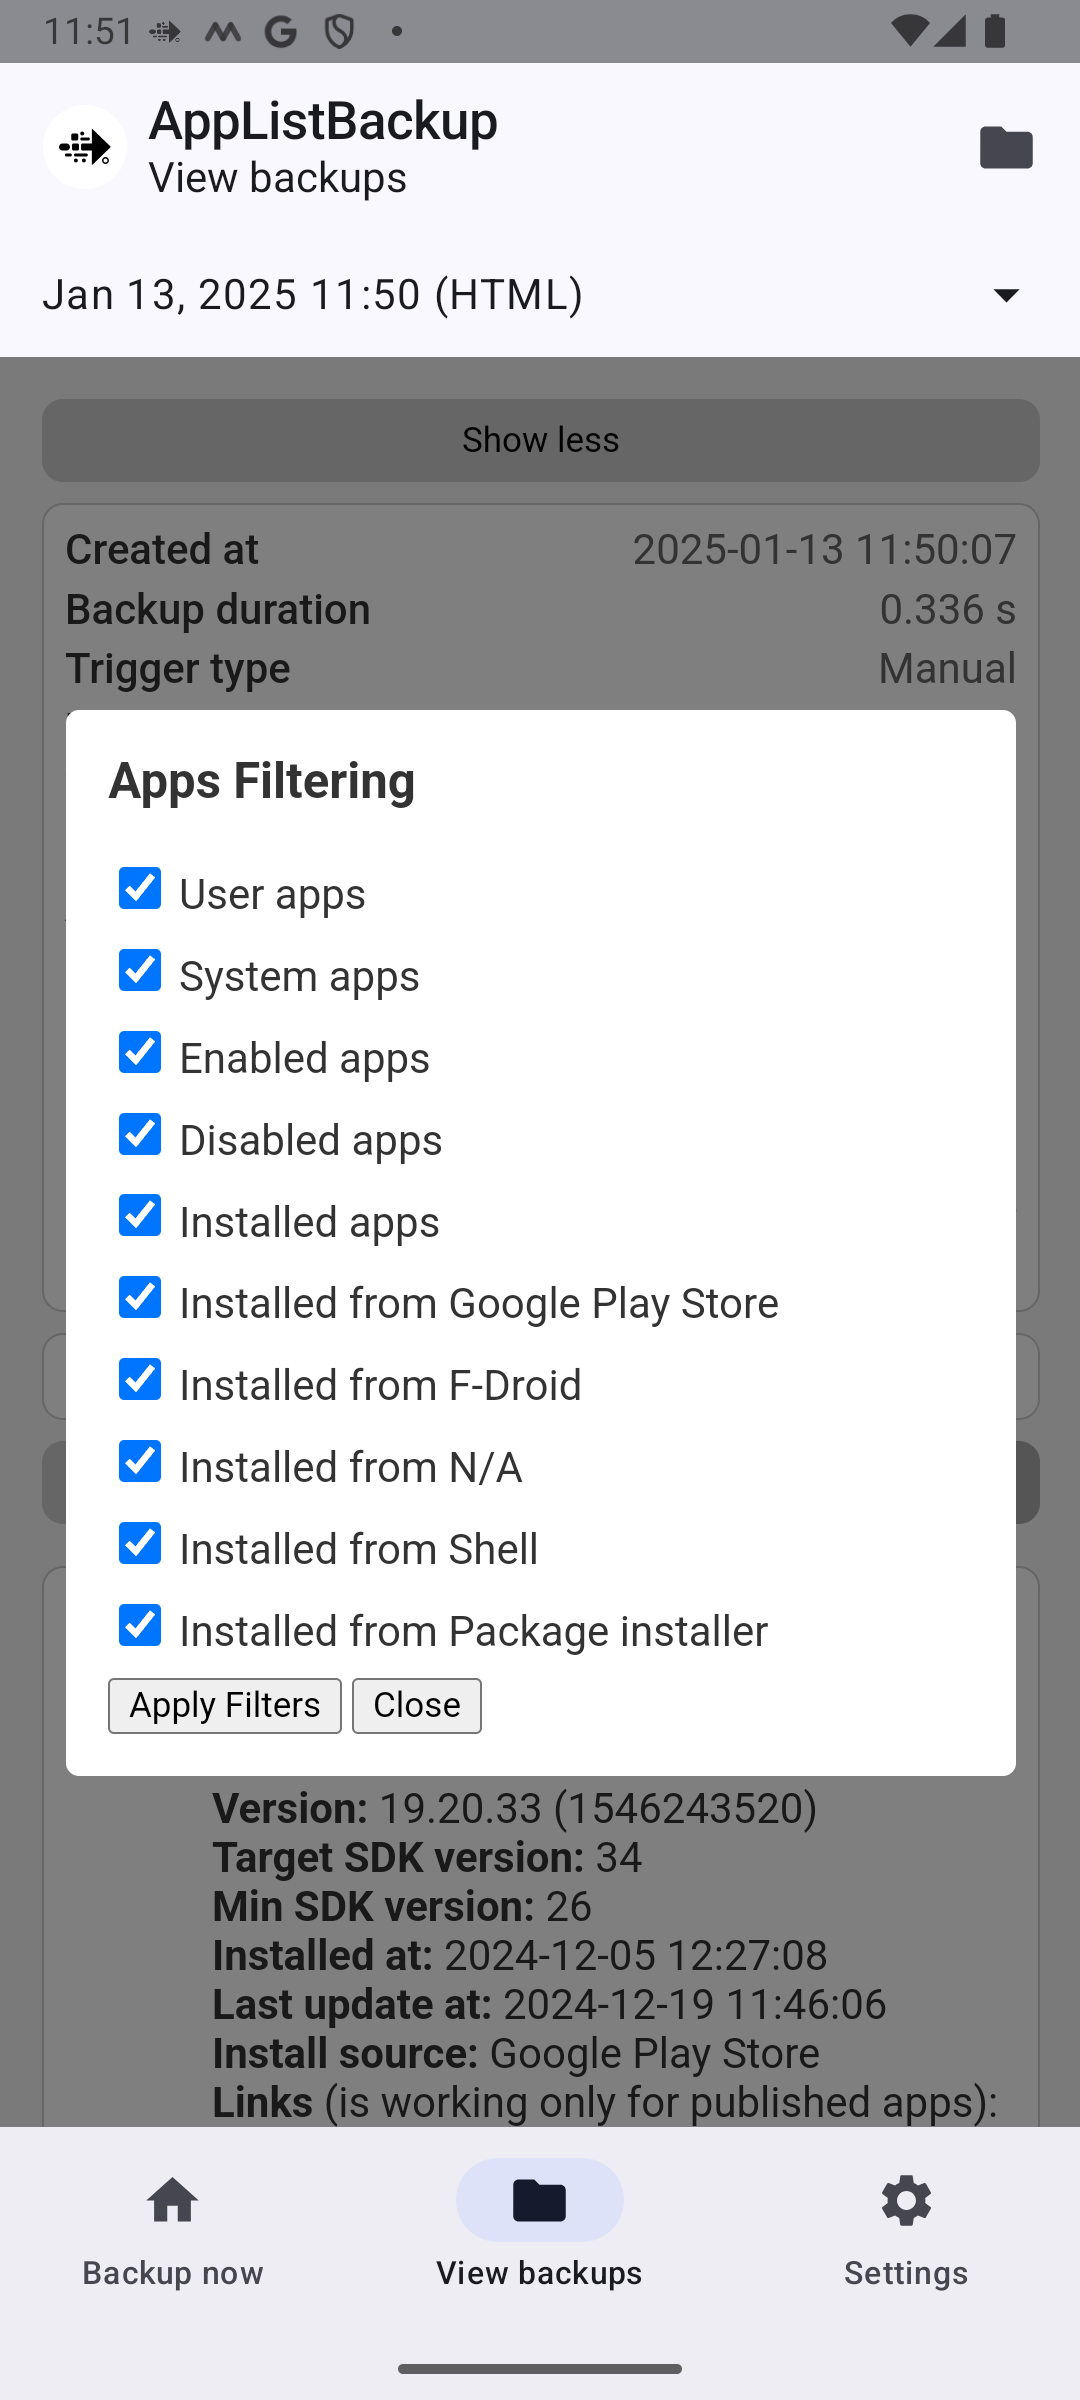 11:51
AppListBackup
View backups
Jan 13, 2025 11:50 (HTML)
Show less
Created at 2025-01-13 11:50:07
Backup duration 0.336 s
Trigger type Manual
Apps Filtering
User apps
System apps
Enabled apps
Disabled apps
Installed apps
Installed from Google Play Store
Installed from F-Droid
Installed from N/A
Installed from Shell
Installed from Package installer
Apply Filters Close
Version: 19.20.33 (1546243520)
Target SDK version: 34
Min SDK version: 26
Installed at: 2024-12-05 12:27:08
Last update at: 2024-12-19 11:46:06
Install source: Google Play Store
Links (is working only for published apps):
Backup now View backups Settings